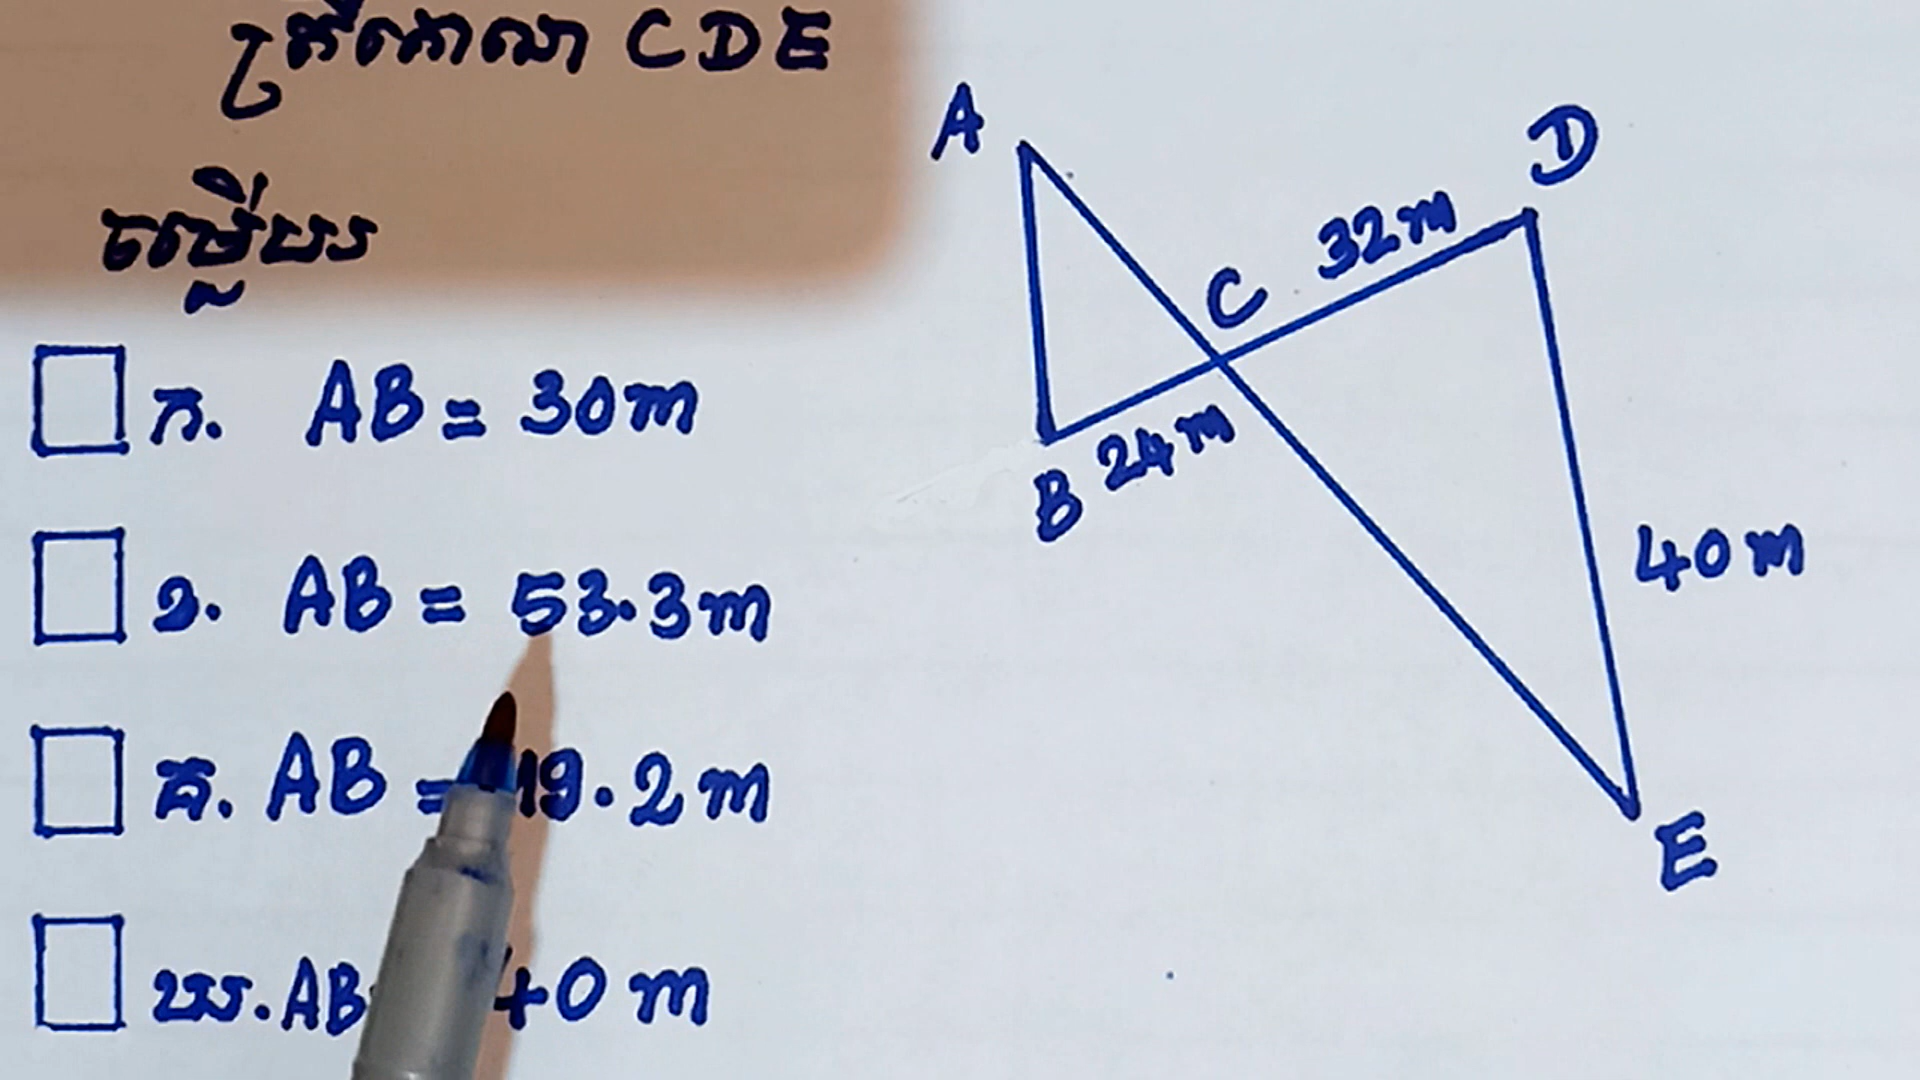 ត្រីកោណ CDE
ចម្លើយ
ក. AB = 30m
ខ. AB = 53.3m
គ. AB = 19.2m
ឃ. AB 40m
A
D
C
32m
B
24m
40m
E